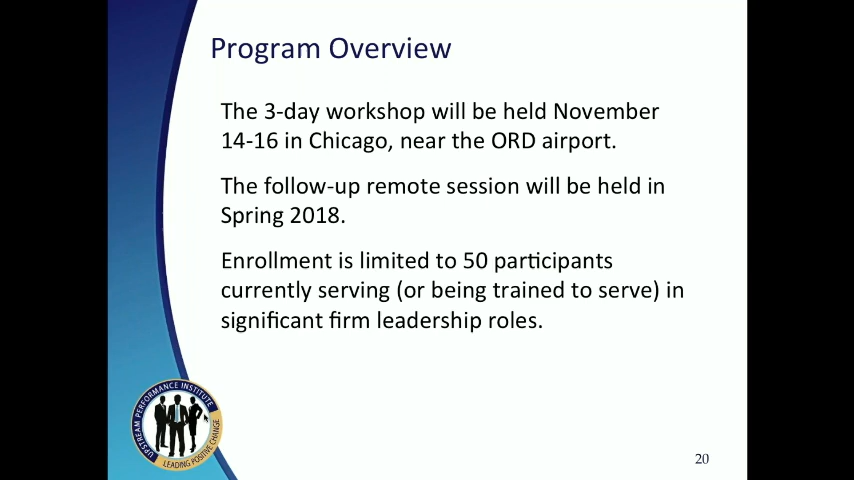 Program Overview
The 3-day workshop will be held November
14-16 in Chicago, near the ORD airport.
The follow-up remote session will be held in
Spring 2018.
Enrollment is limited to 50 participants
currently serving (or being trained to serve) in
significant firm leadership roles.
UPSTREAM PERFORMANCE INSTITUTE
LEADING POSITIVE CHANGE
20